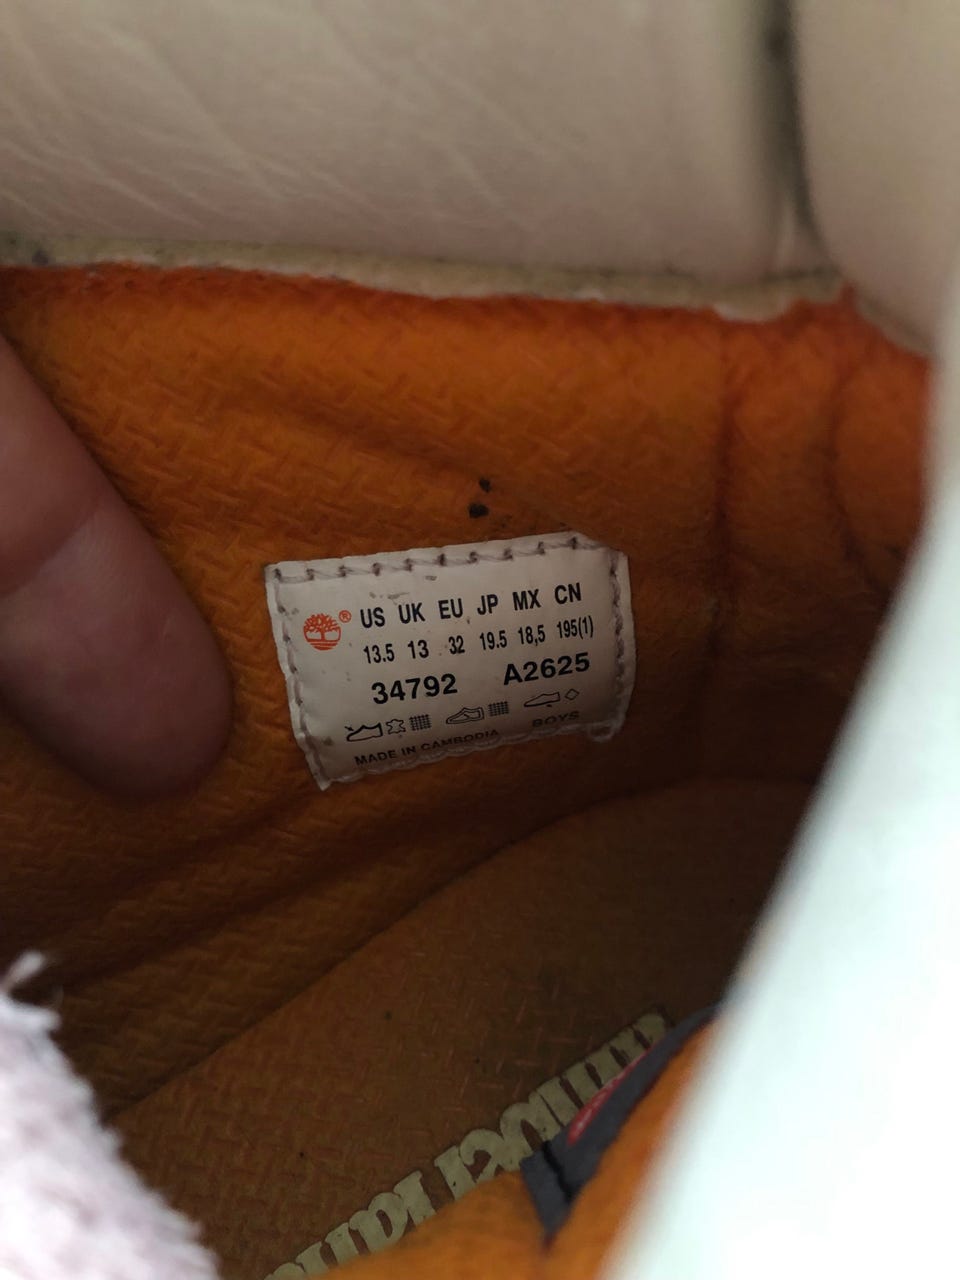 ®
US UK EU JP MX CN
13.5 13 32 19.5 18,5 195(1)
34792 A2625
BOYS
MADE IN CAMBODIA
Timberland